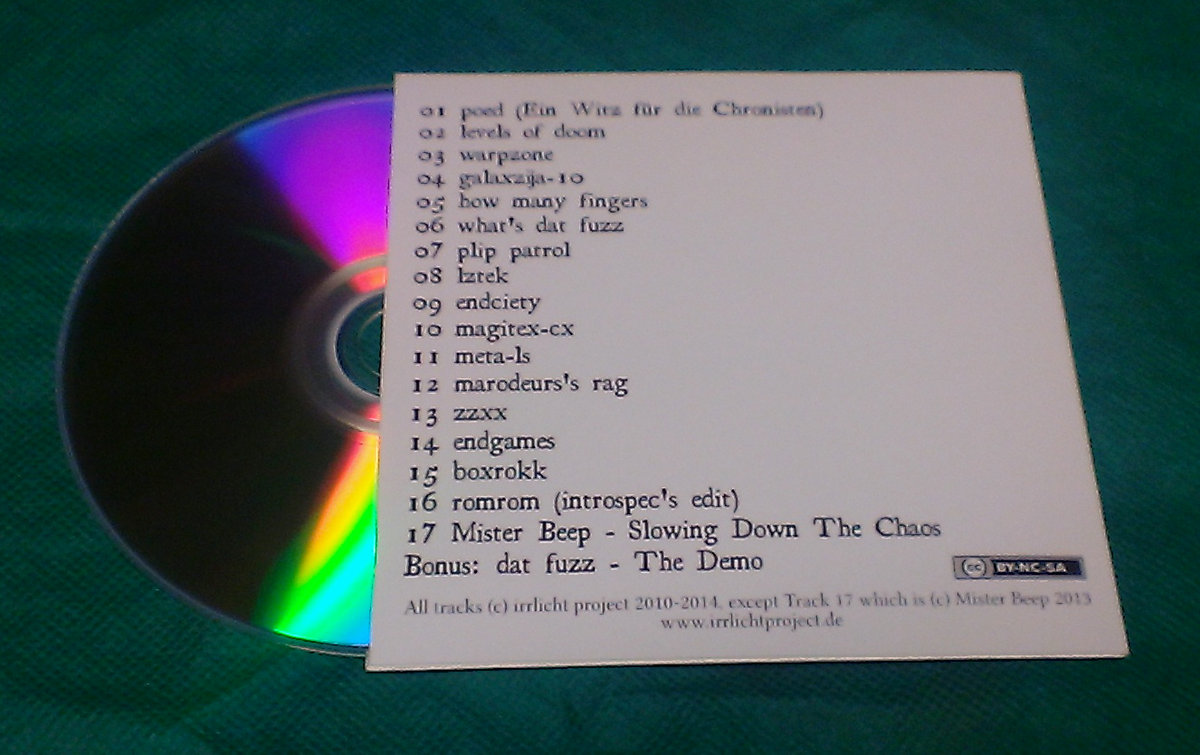 01 poed (Ein Witz für die Chronisten)
02 levels of doom
03 warpzone
04 galaxzija-10
05 how many fingers
06 what's dat fuzz
07 plip patrol
08 lztek
09 endciety
10 magitex-cx
11 meta-ls
12 marodeurs's rag
13 zzxx
14 endgames
15 boxrokk
16 romrom (introspec's edit)
17 Mister Beep - Slowing Down The Chaos
Bonus: dat fuzz - The Demo
cc BY-NC-SA
All tracks (c) irrlicht project 2010-2014. except Track 17 which is (c) Mister Beep 2013
www.irrlichtproject.de